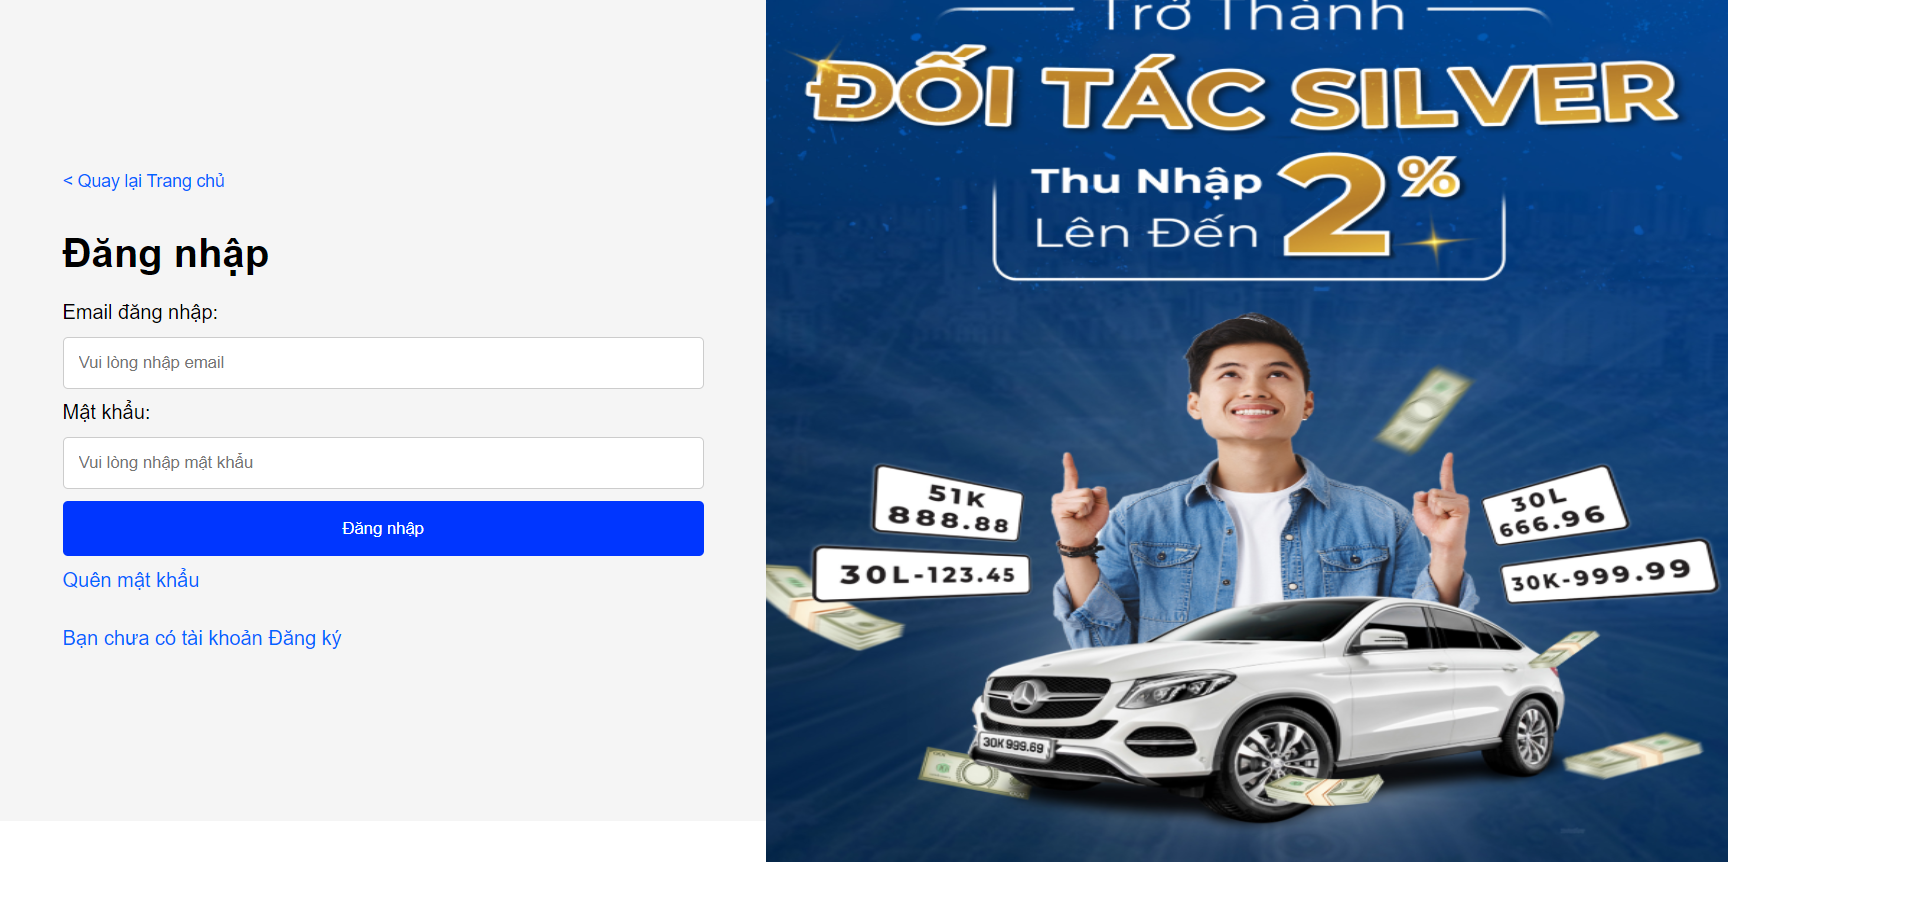 < Quay lại Trang chủ
Đăng nhập
Email đăng nhập:
Vui lòng nhập email
Mật khẩu:
Vui lòng nhập mật khẩu
Đăng nhập
Quên mật khẩu
Bạn chưa có tài khoản Đăng ký
Trở Thành
ĐỐI TÁC SILVER
Thu Nhập
Lên Đến
2%
51K
888.88
30L-123.45
30L
666.96
30K-999.99
30K 999.69